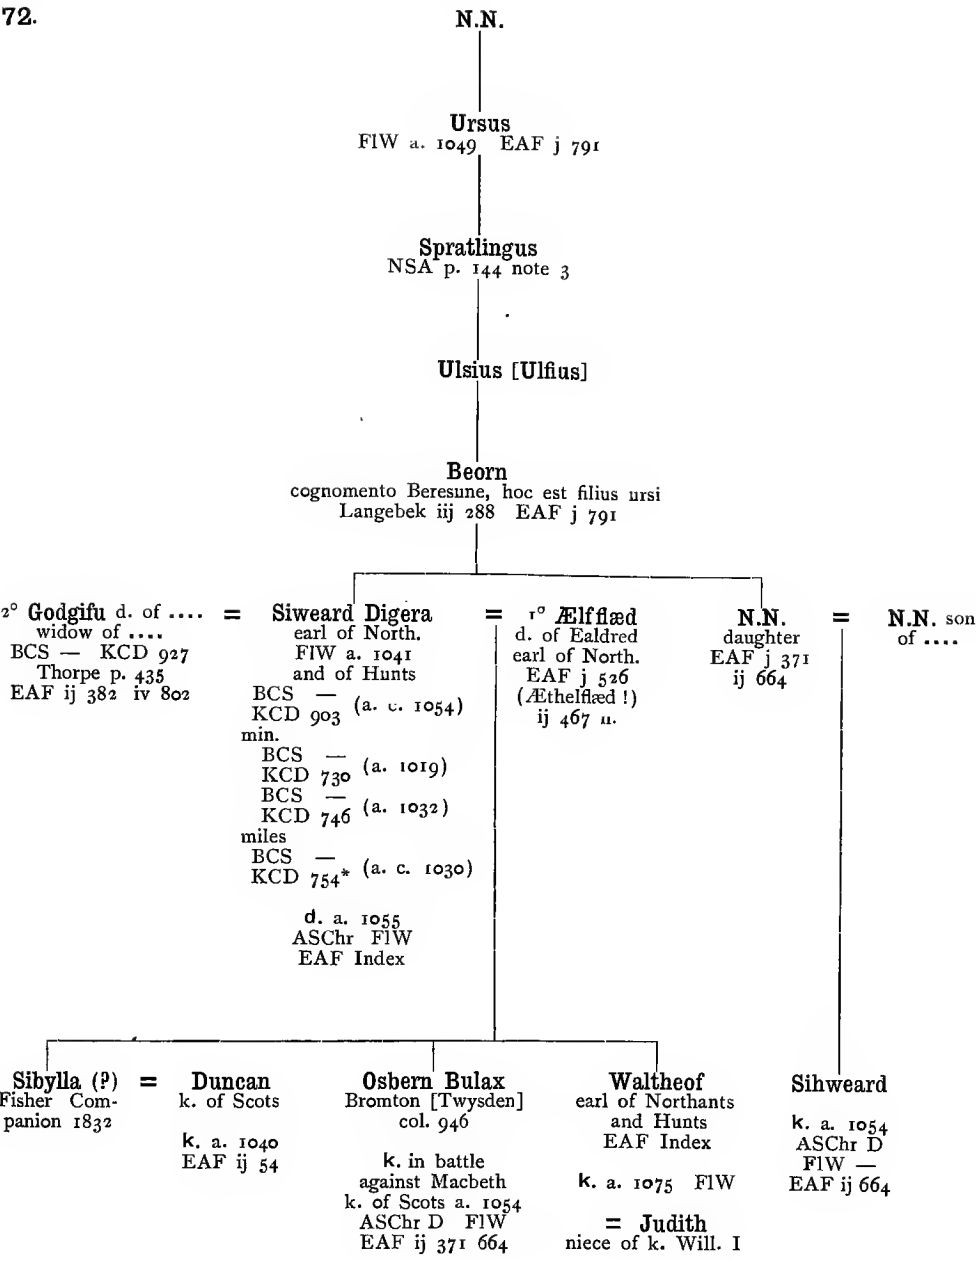 72.
N.N.
Ursus
FlW a. 1049 EAF j 791
Spratlingus
NSA p. 144 note 3
Ulsius [Ulfius]
Beorn
cognomento Beresune, hoc est filius ursi
Langebek iij 288 EAF j 791
2° Godgifu d. of ....
widow of ....
BCS — KCD 927
Thorpe p. 435
EAF ij 382 iv 802
=
Siweard Digera
earl of North.
FlW a. 1041
and of Hunts
BCS —
KCD 903 (a. c. 1054)
min.
BCS —
KCD 730 (a. 1019)
BCS —
KCD 746 (a. 1032)
miles
BCS —
KCD 754* (a. c. 1030)
d. a. 1055
ASChr FlW
EAF Index
=
1° Ælfflæd
d. of Ealdred
earl of North.
EAF j 526
(Æthelflæd !)
ij 467 n.
N.N.
daughter
EAF j 371
ij 664
=
N.N. son
of ....
Sibylla (?)
Fisher Com-
panion 1832
=
Duncan
k. of Scots
k. a. 1040
EAF ij 54
Osbern Bulax
Bromton [Twysden]
col. 946
k. in battle
against Macbeth
k. of Scots a. 1054
ASChr D FlW
EAF ij 371 664
Waltheof
earl of Northants
and Hunts
EAF Index
k. a. 1075 FlW
= Judith
niece of k. Will. I
Sihweard
k. a. 1054
ASChr D
FlW —
EAF ij 664